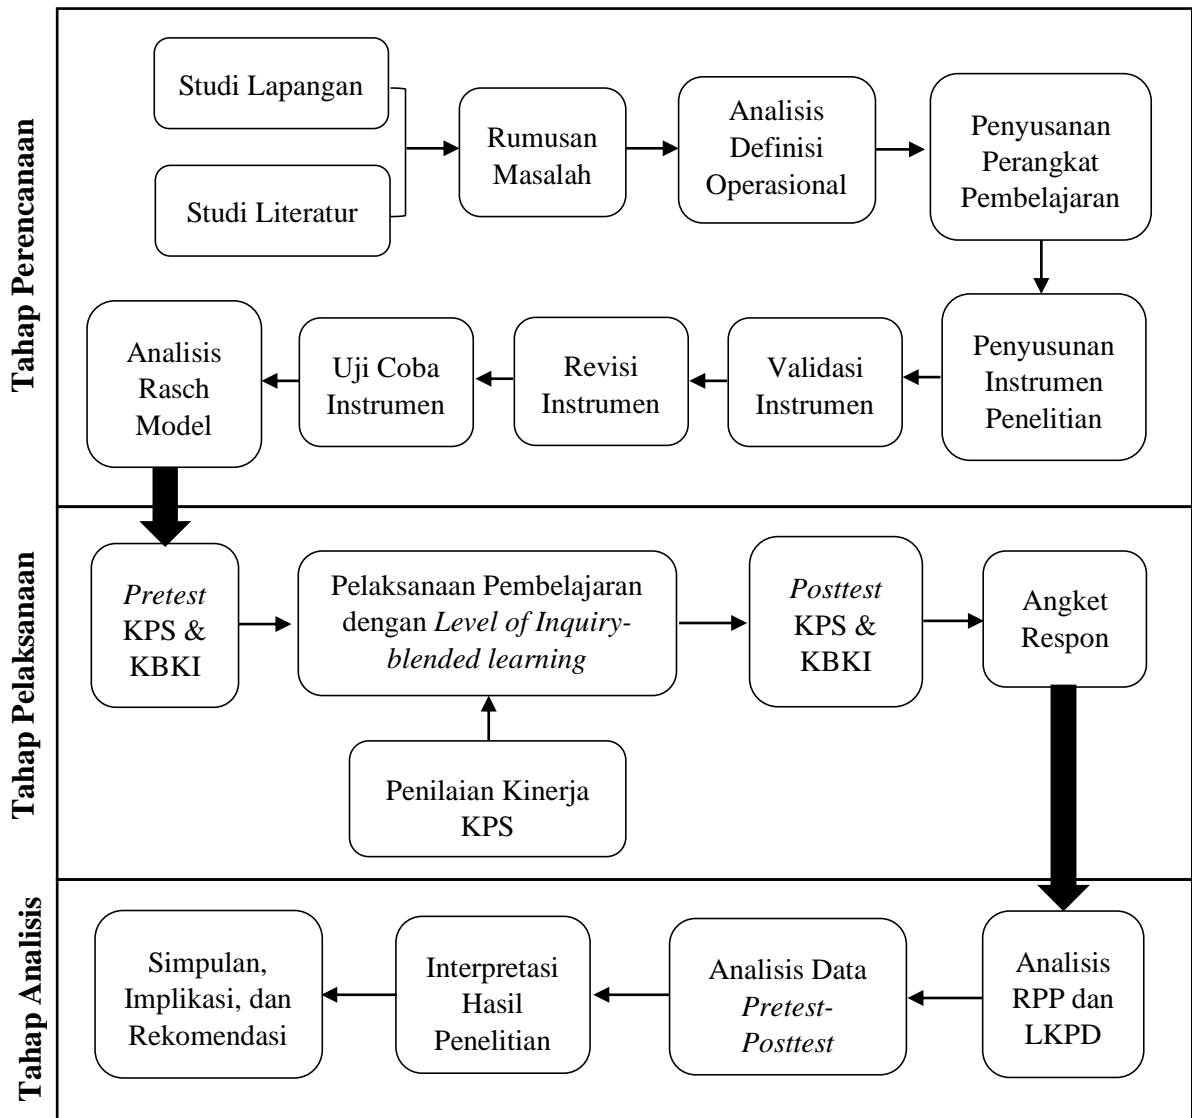 Tahap Perencanaan
Studi Lapangan
Studi Literatur
Rumusan
Masalah
Analisis
Definisi
Operasional
Penyusanan
Perangkat
Pembelajaran
Penyusunan
Instrumen
Penelitian
Validasi
Instrumen
Revisi
Instrumen
Uji Coba
Instrumen
Analisis
Rasch
Model
Tahap Pelaksanaan
Pretest
KPS &
KBKI
Pelaksanaan Pembelajaran
dengan Level of Inquiry-
blended learning
Penilaian Kinerja
KPS
Posttest
KPS &
KBKI
Angket
Respon
Tahap Analisis
Analisis
RPP dan
LKPD
Analisis Data
Pretest-
Posttest
Interpretasi
Hasil
Penelitian
Simpulan,
Implikasi, dan
Rekomendasi